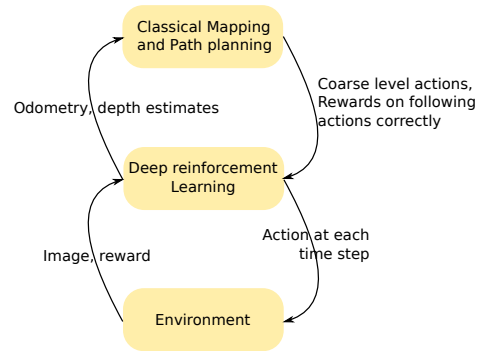 Classical Mapping
and Path planning
Coarse level actions,
Rewards on following
actions correctly
Odometry, depth estimates
Deep reinforcement
Learning
Action at each
time step
Image, reward
Environment